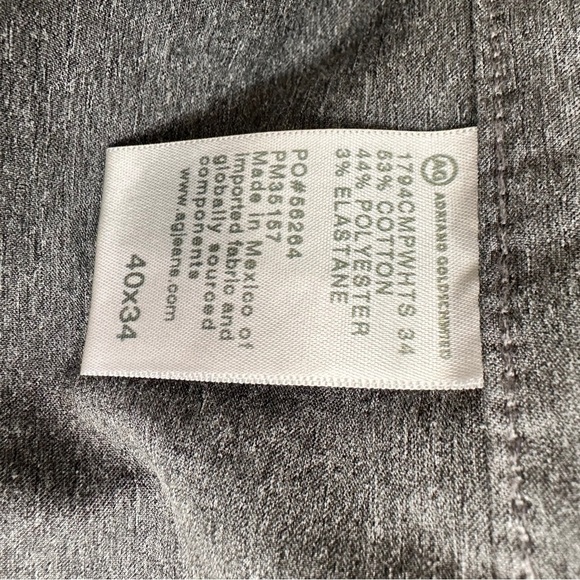 AG ADRIANO GOLDSCHMIED
1794CMPWHTS 34
53% COTTON
44% POLYESTER
3% ELASTANE
PO#56264
PM35157
Made in Mexico of
imported fabric and
globally sourced
components
www.agjeans.com
40x34